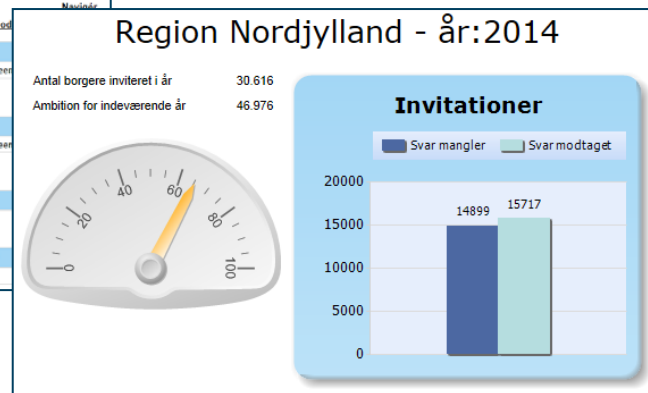 Navigér
Region Nordjylland - år:2014
Antal borgere inviteret i år 30.616
Ambition for indeværende år 46.976
0
20
40
60
80
100
Invitationer
Svar mangler Svar modtaget
20000
15000
10000
5000
0
14899
15717